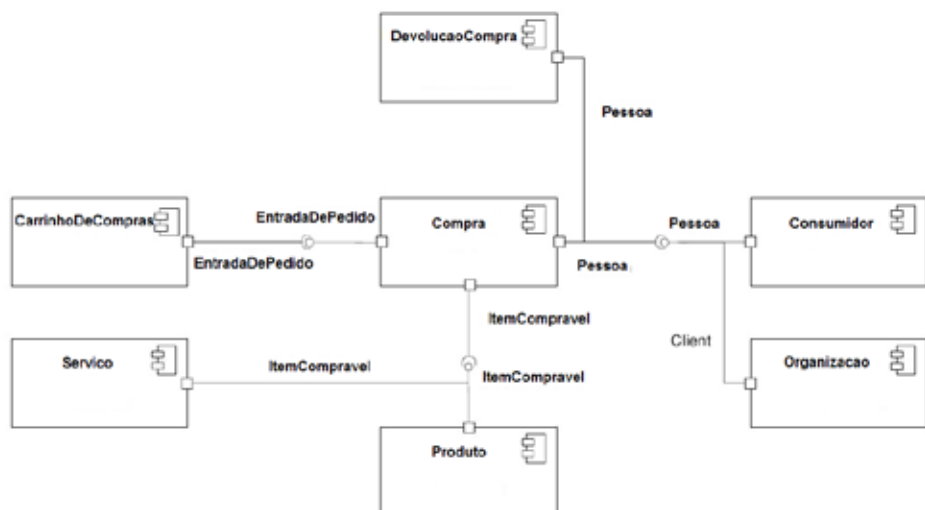 DevolucaoCompra
Pessoa
CarrinhoDeCompras
EntradaDePedido
EntradaDePedido
Compra
Pessoa
Pessoa
Consumidor
ItemCompravel
Servico
ItemCompravel
ItemCompravel
Client
Organizacao
Produto